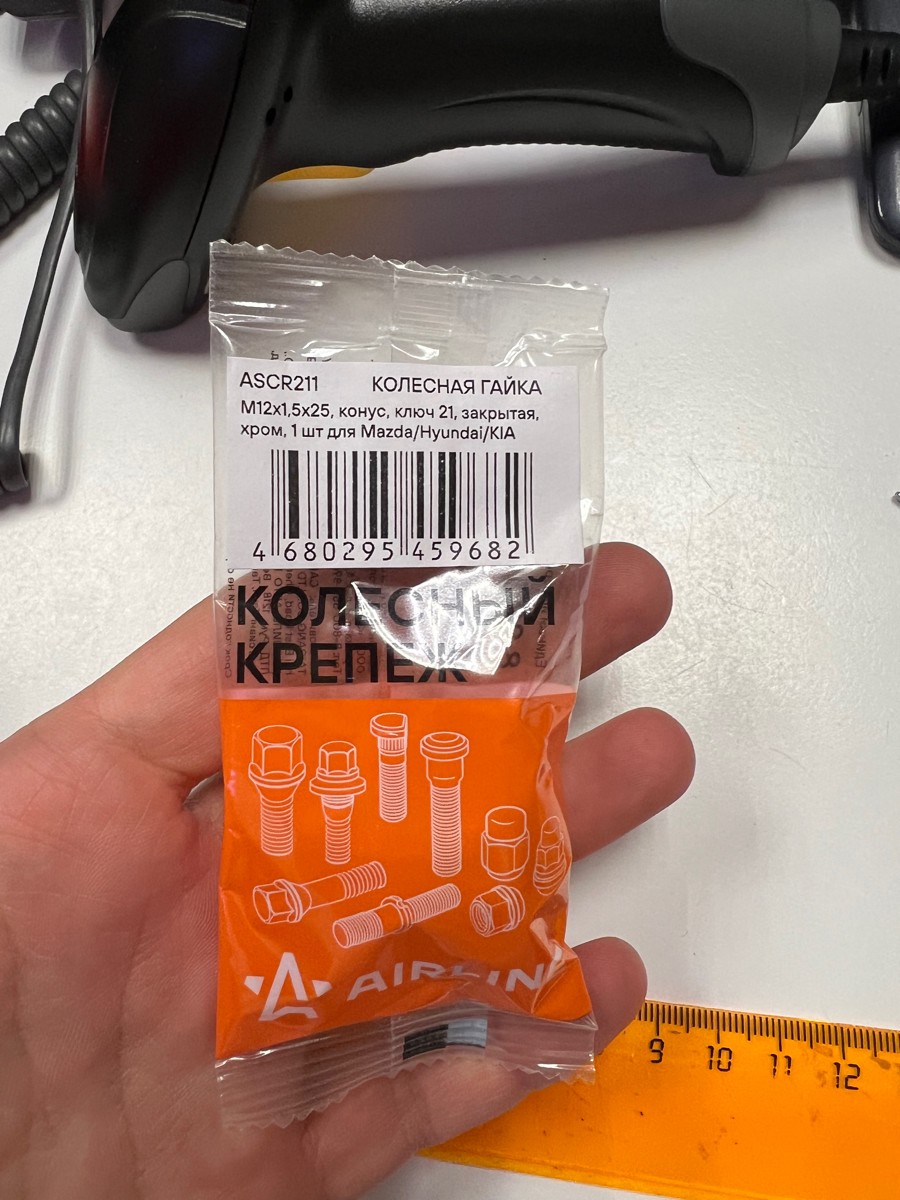 ASCR211 КОЛЕСНАЯ ГАЙКА
M12x1,5x25, конус, ключ 21, закрытая,
хром, 1 шт для Mazda/Hyundai/KIA
4 680295 459682
КОЛЕСНЫЙ
КРЕПЕЖ
AIRLIN
9 10 11 12